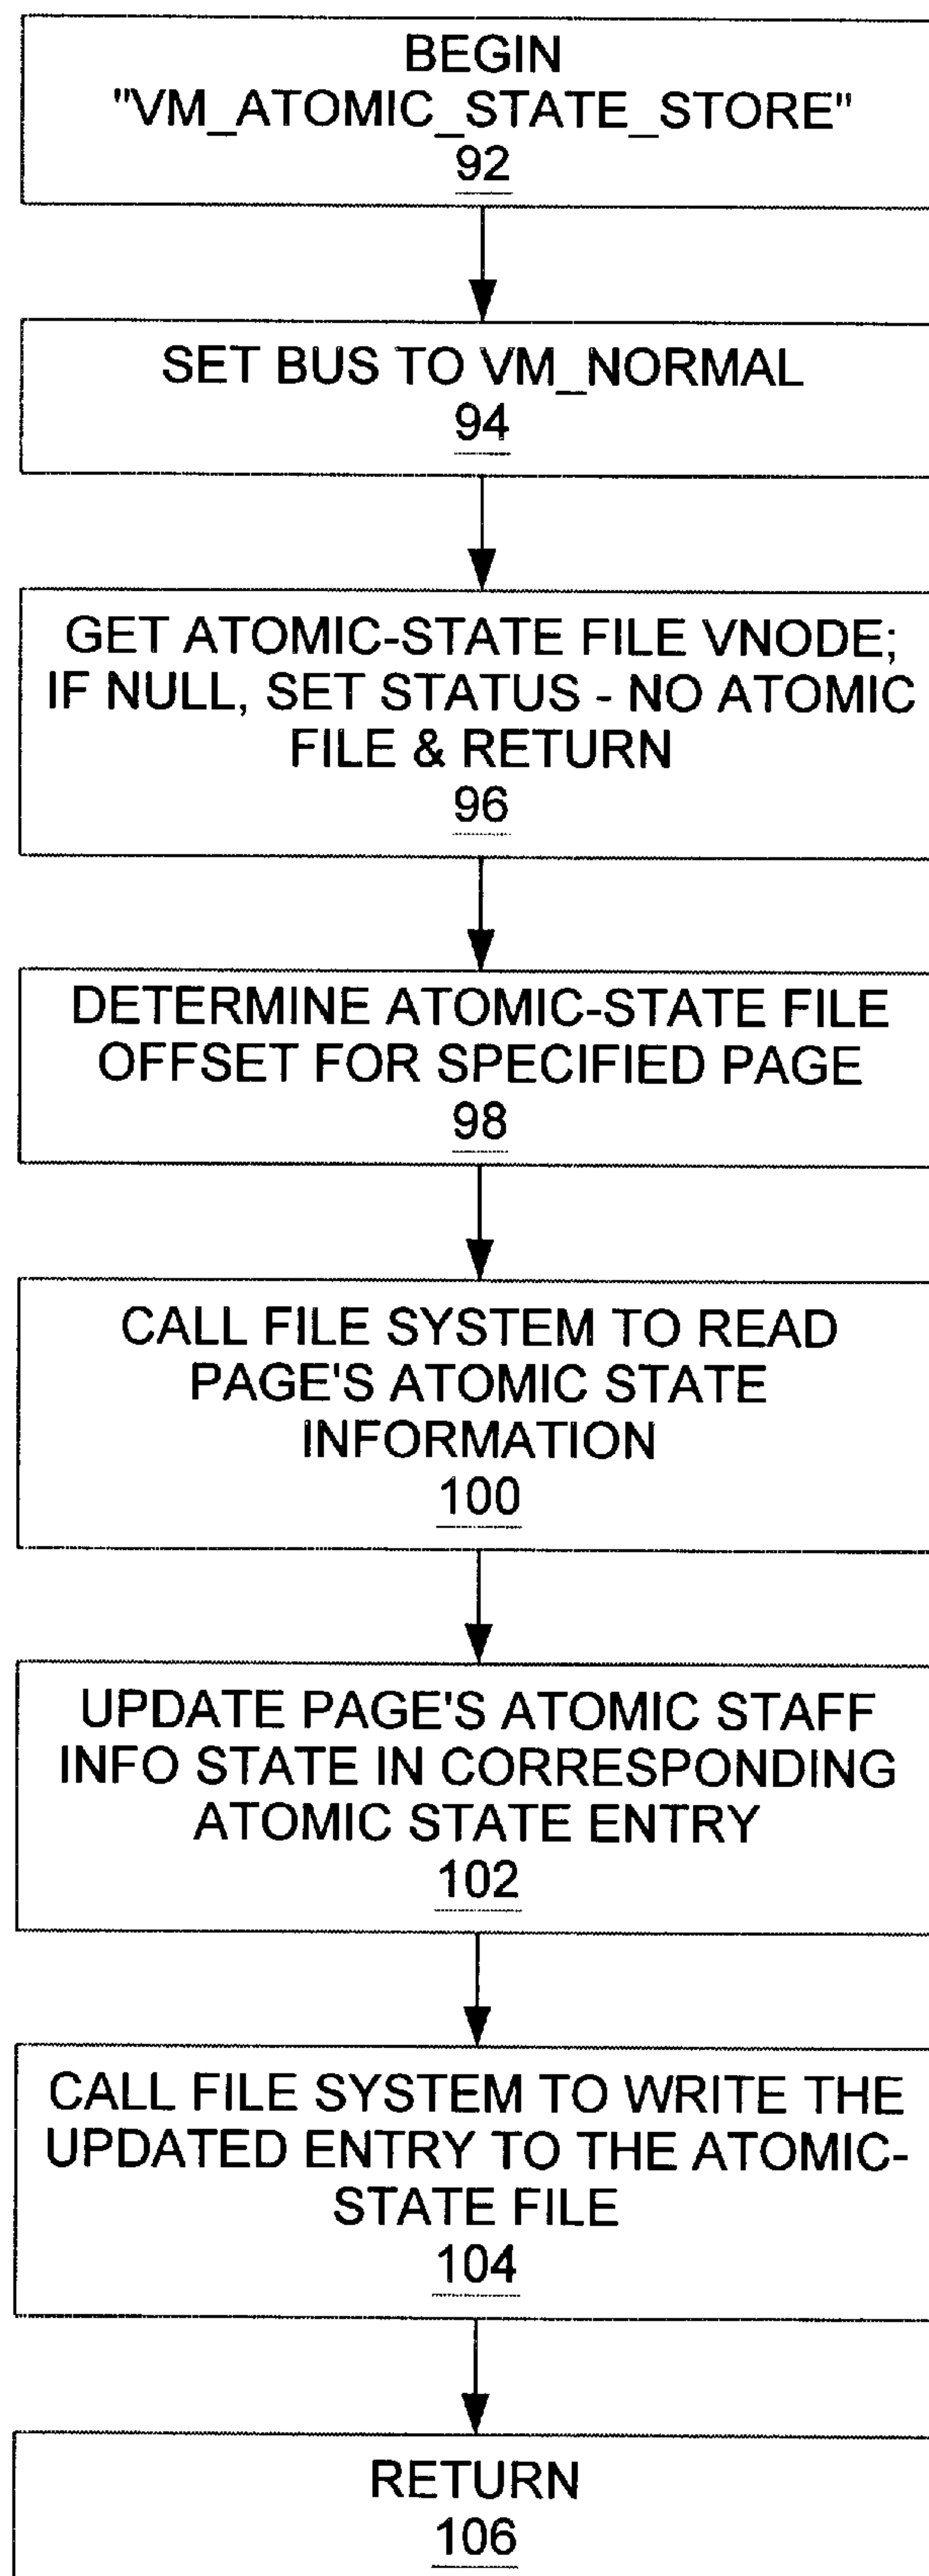 BEGIN
"VM_ATOMIC_STATE_STORE"
92
SET BUS TO VM_NORMAL
94
GET ATOMIC-STATE FILE VNODE;
IF NULL, SET STATUS - NO ATOMIC
FILE & RETURN
96
DETERMINE ATOMIC-STATE FILE
OFFSET FOR SPECIFIED PAGE
98
CALL FILE SYSTEM TO READ
PAGE'S ATOMIC STATE
INFORMATION
100
UPDATE PAGE'S ATOMIC STAFF
INFO STATE IN CORRESPONDING
ATOMIC STATE ENTRY
102
CALL FILE SYSTEM TO WRITE THE
UPDATED ENTRY TO THE ATOMIC-
STATE FILE
104
RETURN
106